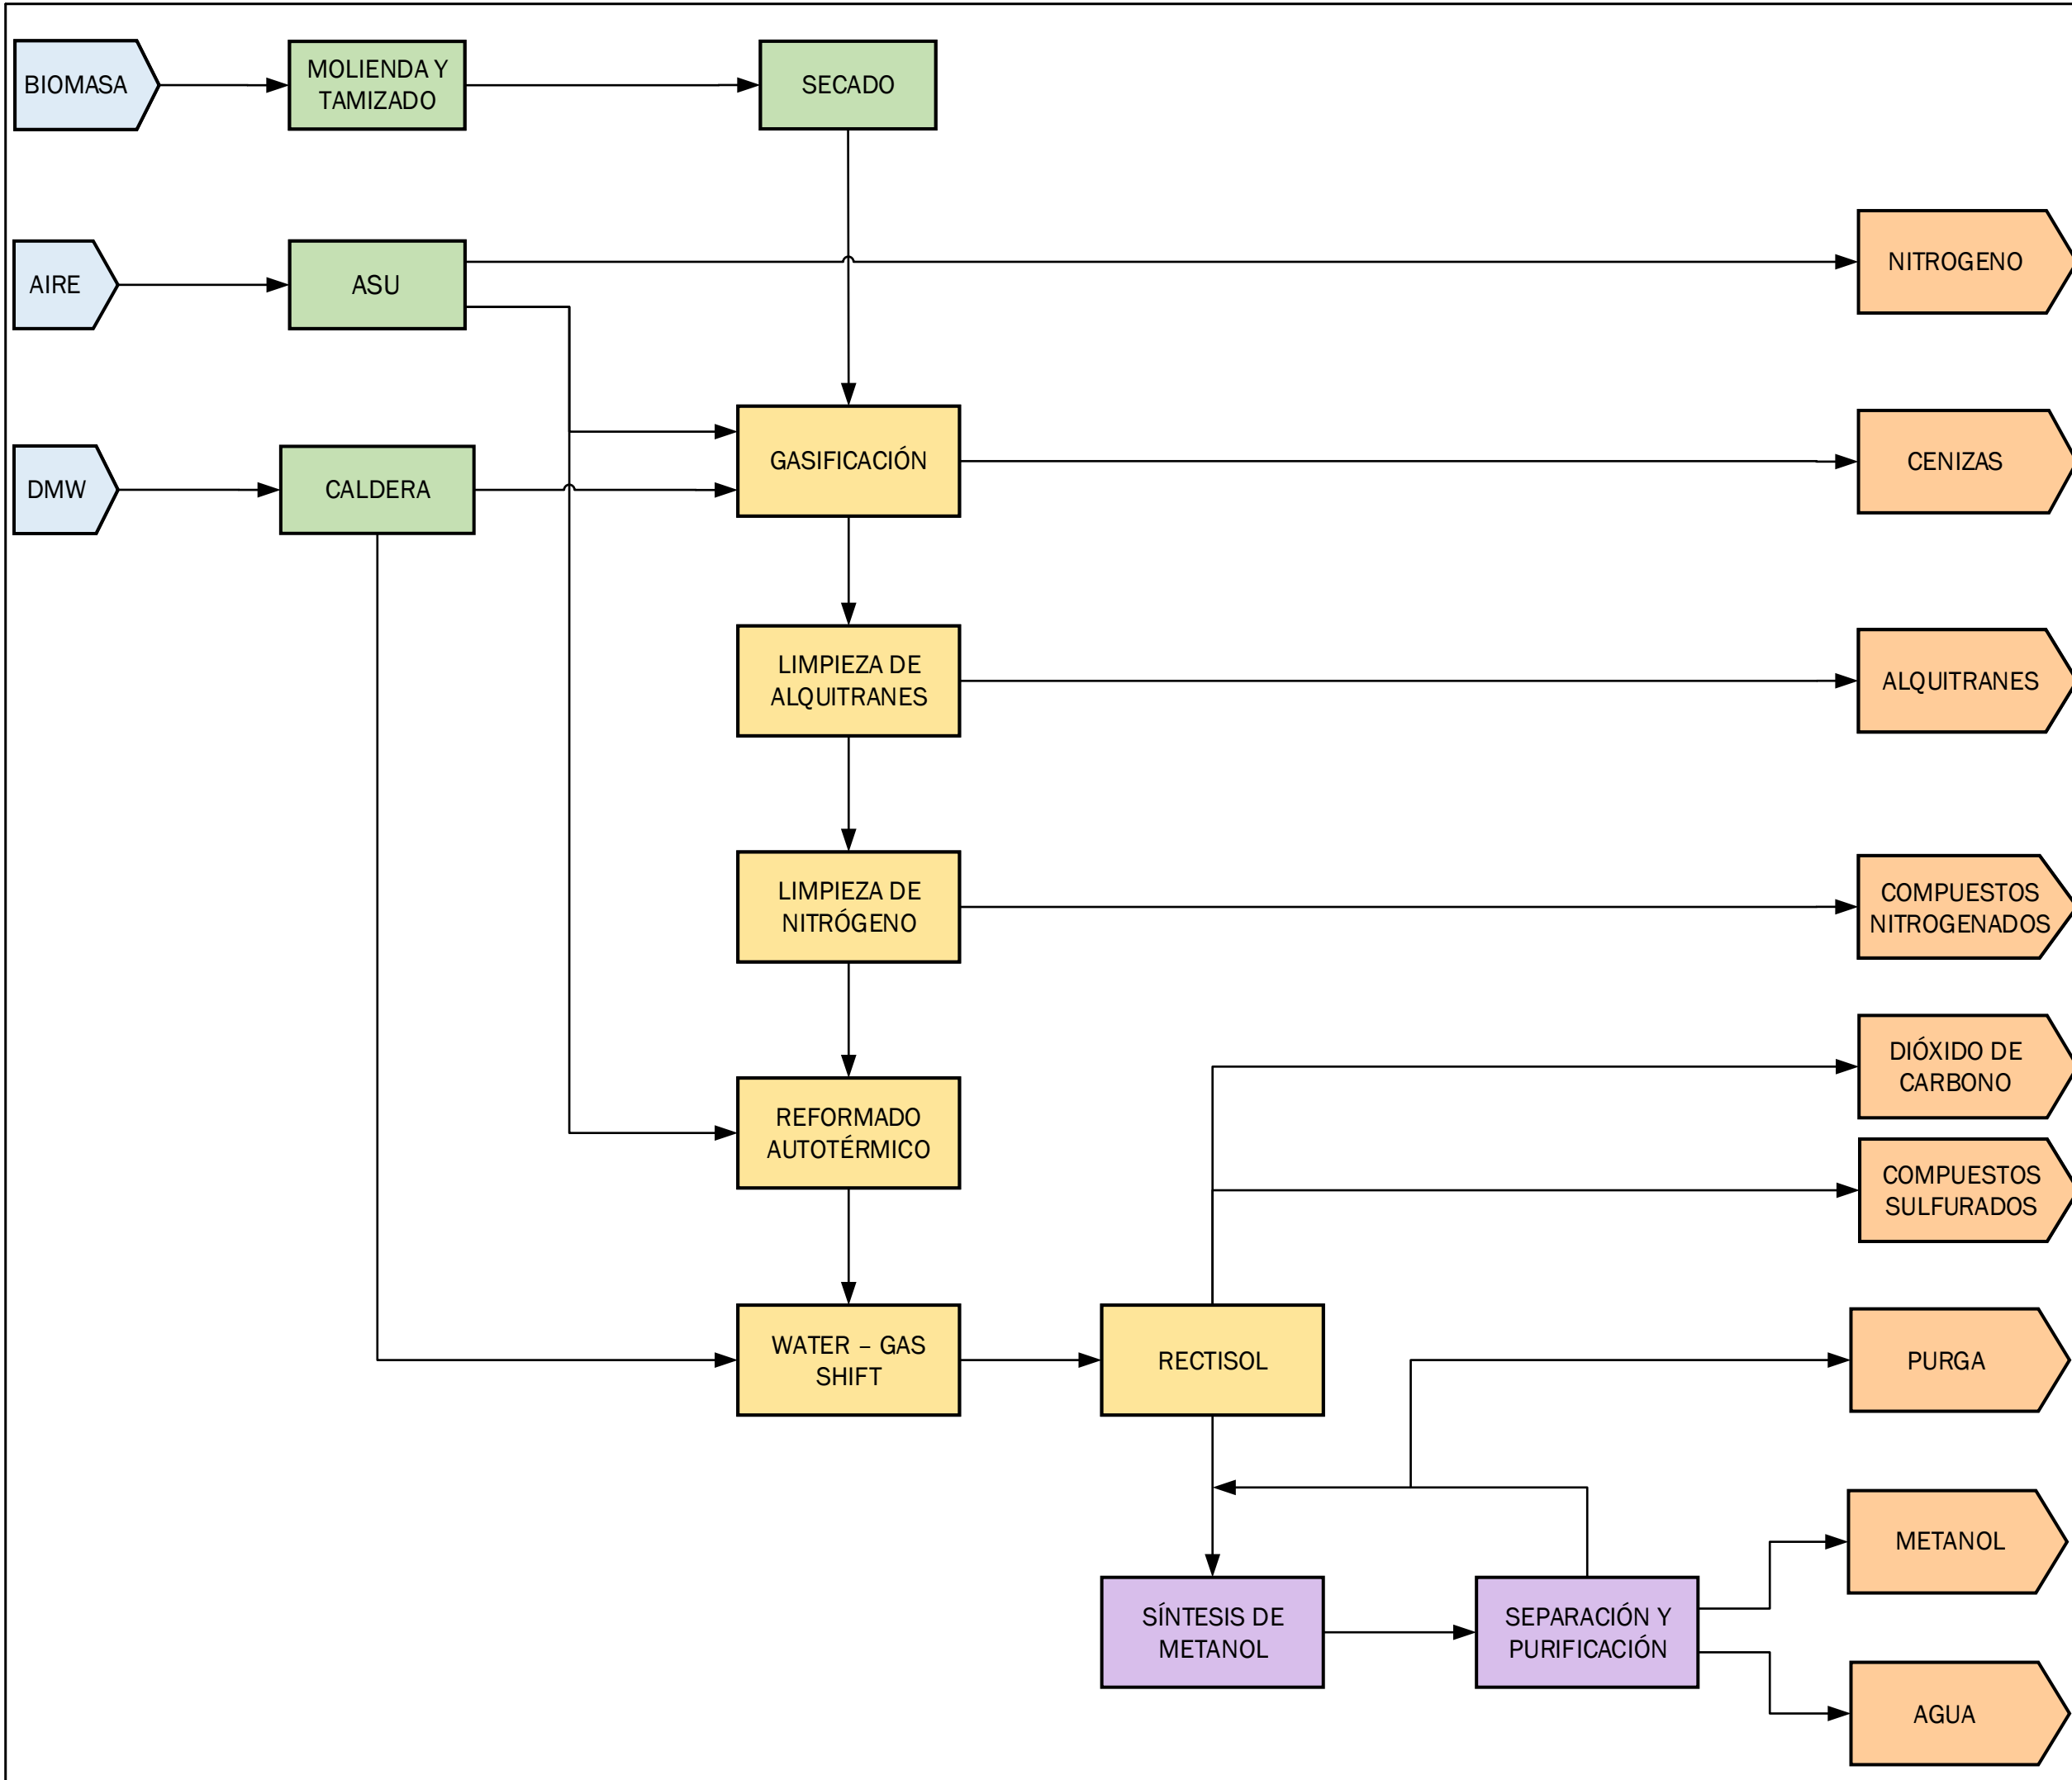 BIOMASA
MOLIENDA Y
TAMIZADO
SECADO
NITROGENO
AIRE
ASU
GASIFICACIÓN
CENIZAS
DMW
CALDERA
LIMPIEZA DE
ALQUITRANES
ALQUITRANES
LIMPIEZA DE
NITRÓGENO
COMPUESTOS
NITROGENADOS
DIÓXIDO DE
CARBONO
REFORMADO
AUTOTÉRMICO
COMPUESTOS
SULFURADOS
WATER – GAS
SHIFT
RECTISOL
PURGA
METANOL
SÍNTESIS DE
METANOL
SEPARACIÓN Y
PURIFICACIÓN
AGUA